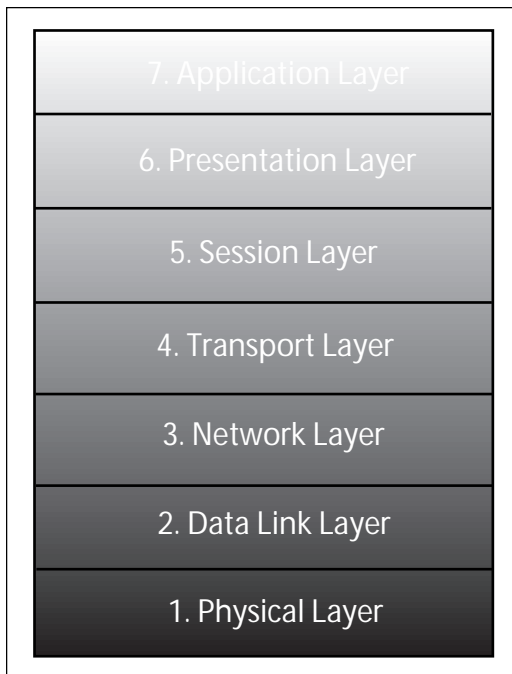 7. Application Layer
6. Presentation Layer
5. Session Layer
4. Transport Layer
3. Network Layer
2. Data Link Layer
1. Physical Layer